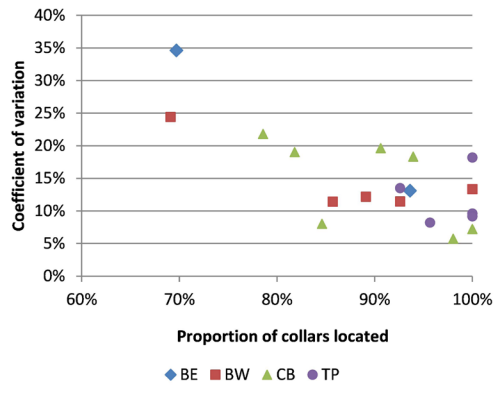 40%
35%
30%
25%
20%
15%
10%
5%
0%
60% 70% 80% 90% 100%
Coefficient of variation
Proportion of collars located
BE BW CB TP